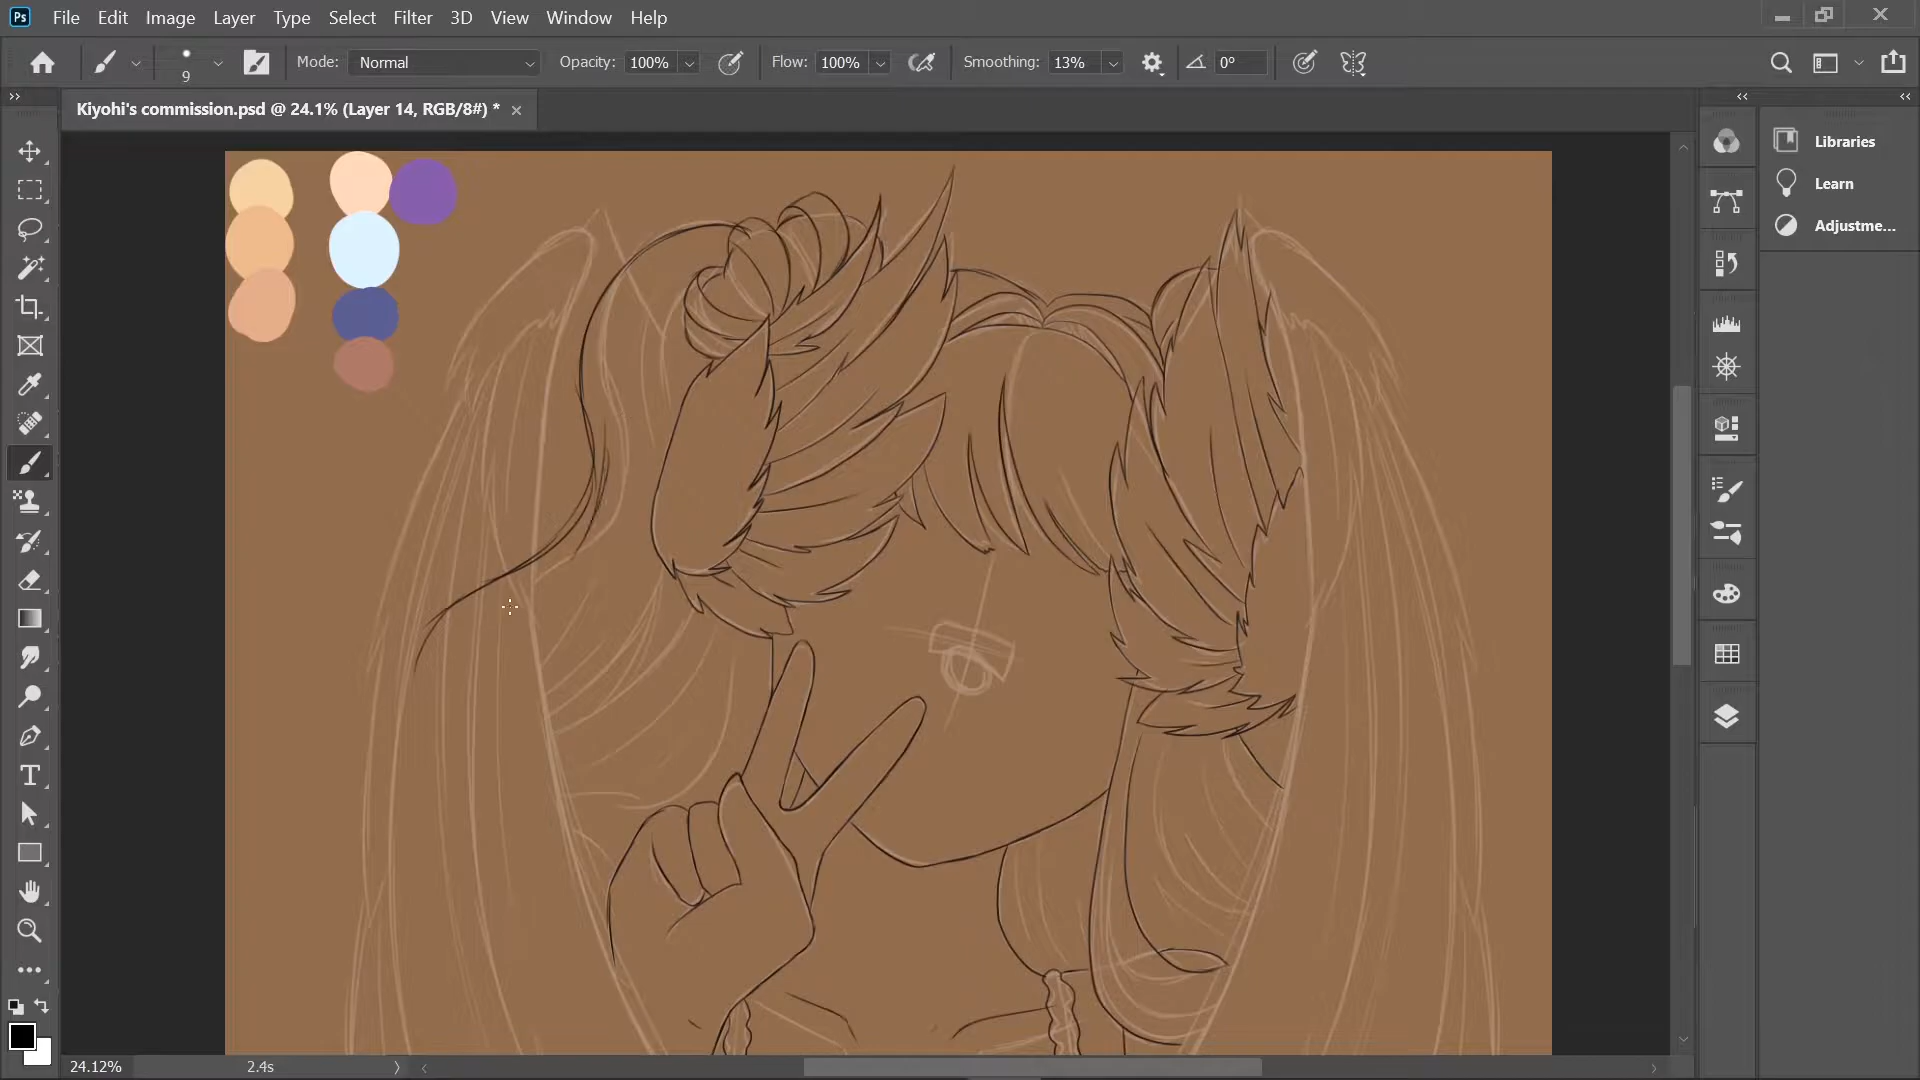 Ps File Edit Image Layer Type Select Filter 3D View Window Help
9 Mode: Normal Opacity: 100% Flow: 100% Smoothing: 13% 0°
Kiyohi's commission.psd @ 24.1% (Layer 14, RGB/8#) *
Libraries
Learn
Adjustme...
24.12% 2.4s